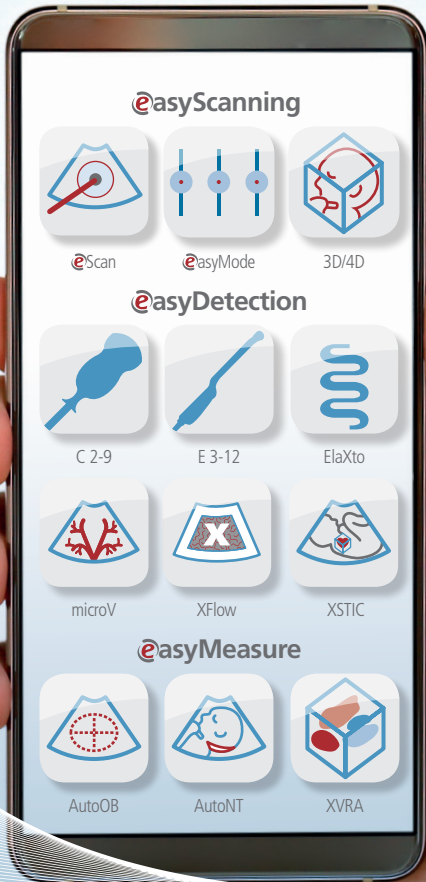 easyScanning
eScan easyMode 3D/4D
easyDetection
C 2-9 E 3-12 ElaXto
X
microV XFlow XSTIC
easyMeasure
AutoOB AutoNT XVRA